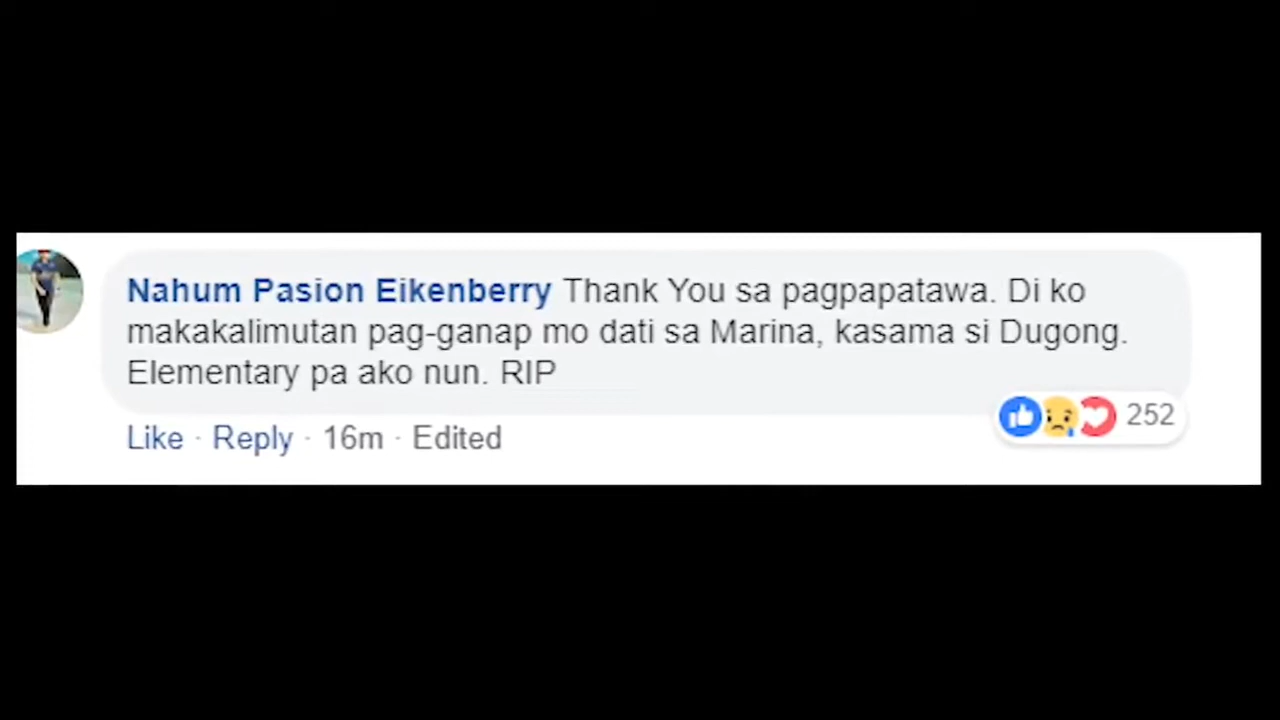 Nahum Pasion Eikenberry Thank You sa pagpapatawa. Di ko
makakalimutan pag-ganap mo dati sa Marina, kasama si Dugong.
Elementary pa ako nun. RIP
252
Like · Reply · 16m · Edited